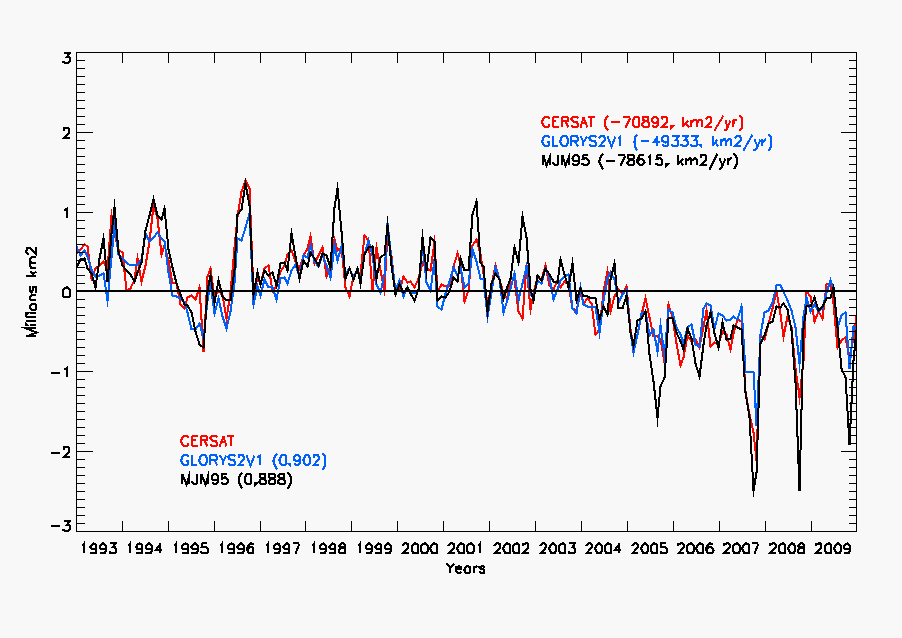 3
2
1
0
-1
-2
-3
Millions km2
CERSAT (-70892, km2/yr)
GLORYS2V1 (-49333, km2/yr)
MJM95 (-78615, km2/yr)
CERSAT
GLORYS2V1 (0,902)
MJM95 (0,888)
1993 1994 1995 1996 1997 1998 1999 2000 2001 2002 2003 2004 2005 2006 2007 2008 2009
Years